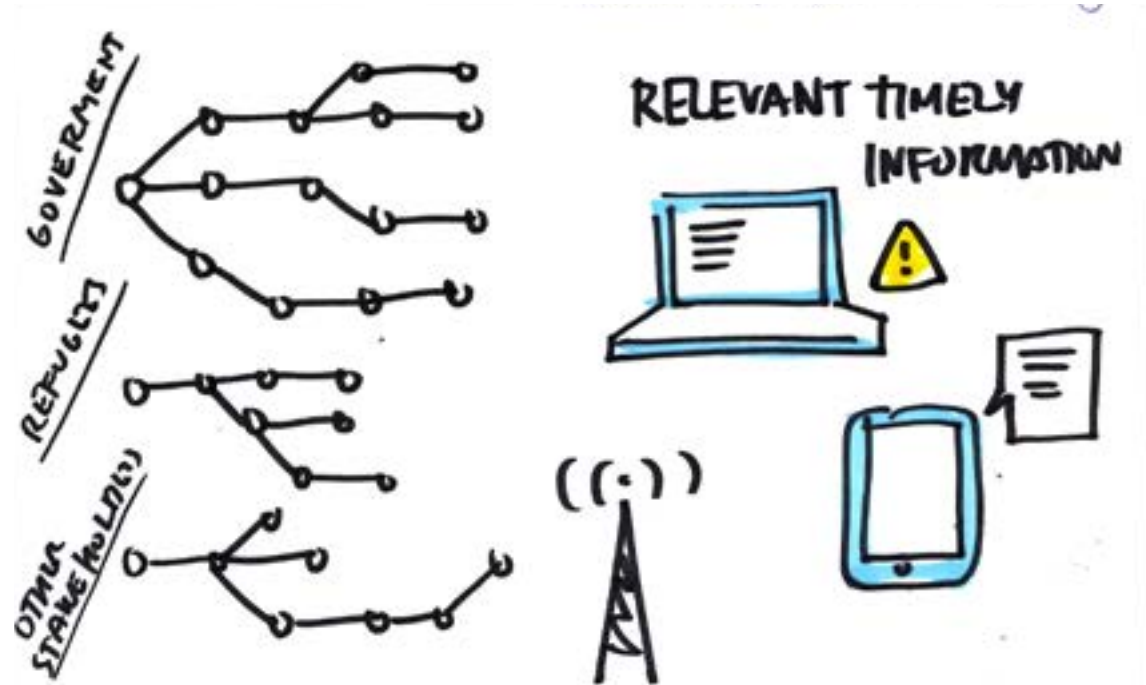 GOVERMENT
REFUGEES
OTHER
STAKEHOLDERS
RELEVANT TIMELY
INFORMATION